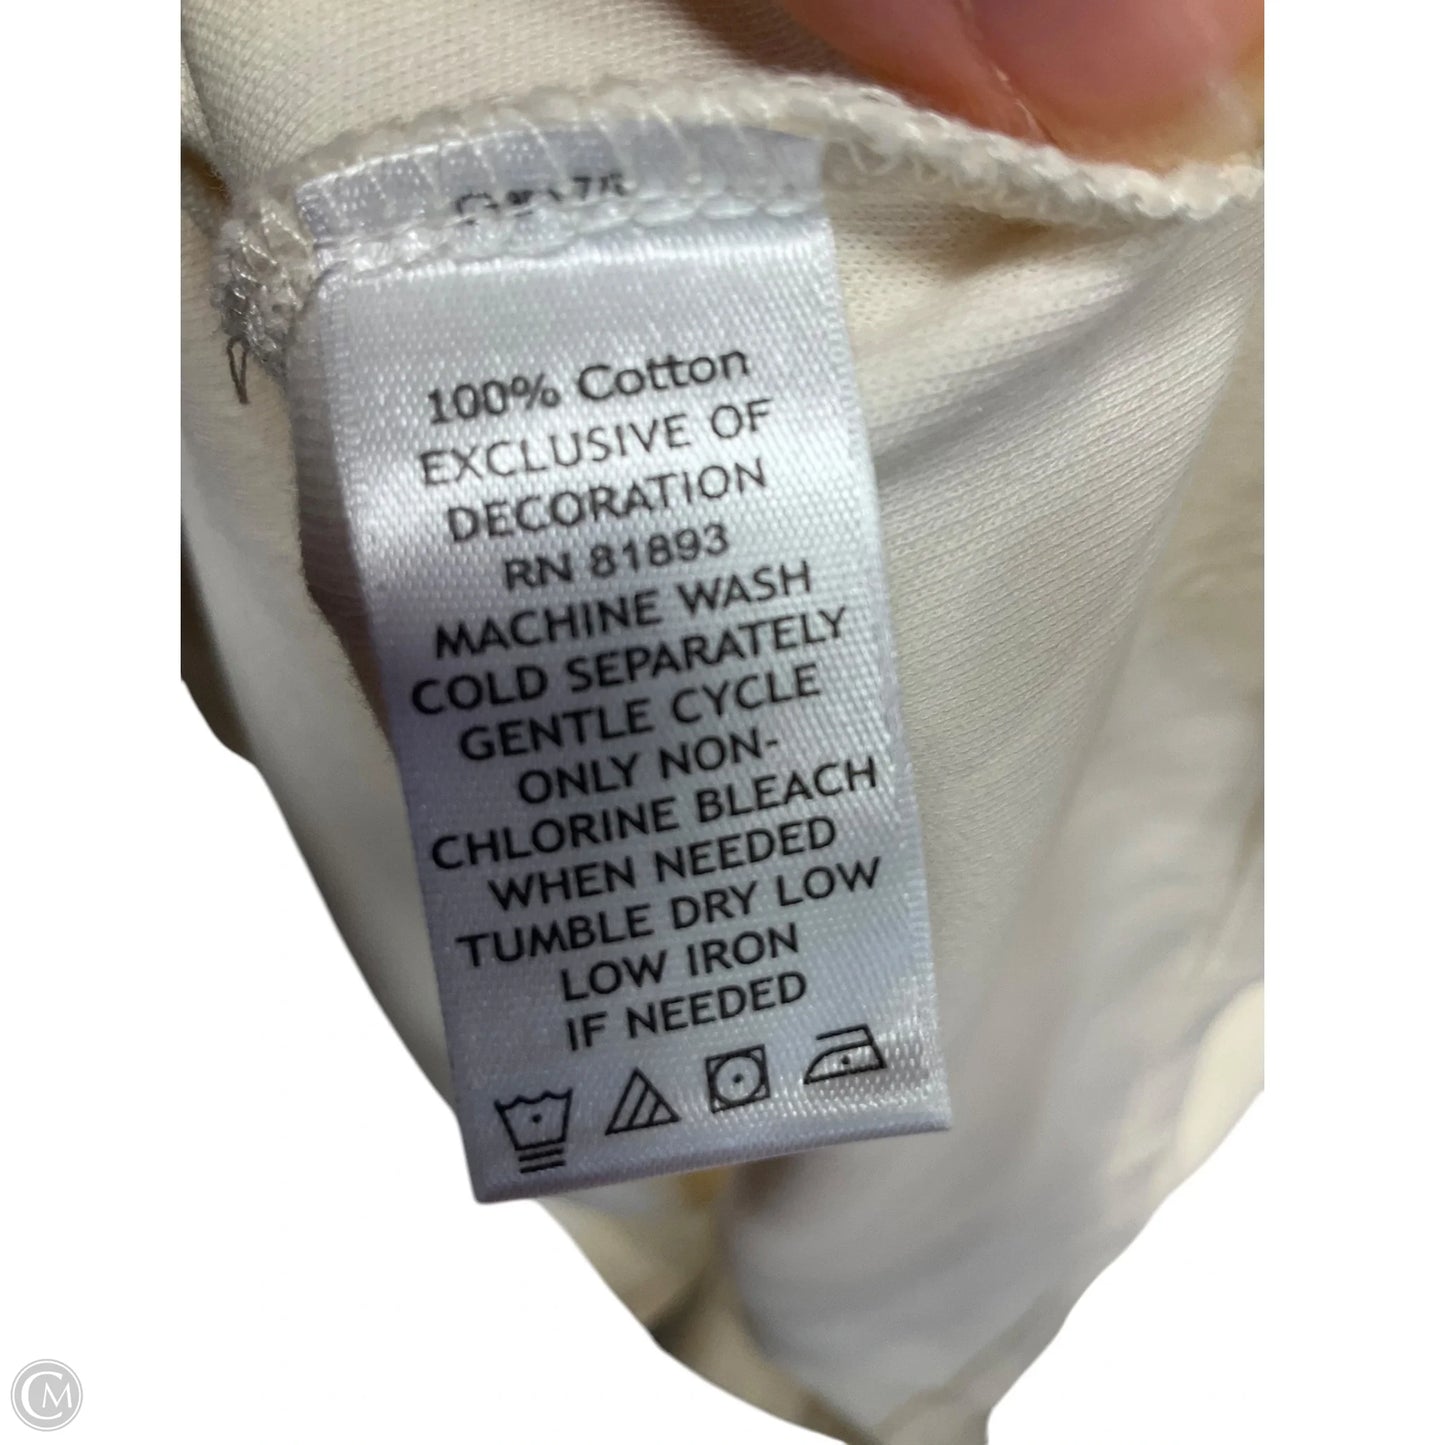 100% Cotton
EXCLUSIVE OF
DECORATION
RN 81893
MACHINE WASH
COLD SEPARATELY
GENTLE CYCLE
ONLY NON-
CHLORINE BLEACH
WHEN NEEDED
TUMBLE DRY LOW
LOW IRON
IF NEEDED
CM